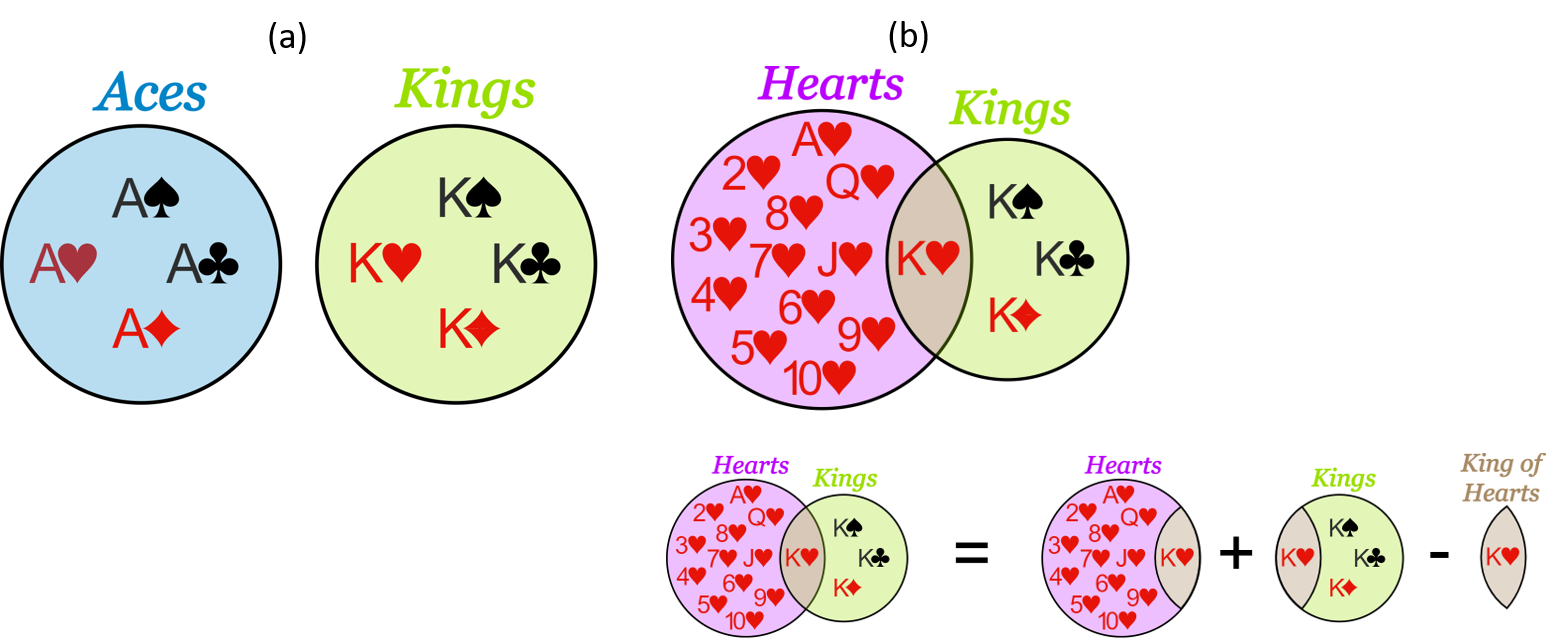 (a)
(b)
Aces
Kings
A♠
A♥
A♣
A♦
K♠
K♥
K♣
K♦
Hearts
Kings
A♥
2♥
Q♥
8♥
3♥
7♥
J♥
4♥
6♥
5♥
9♥
10♥
K♥
K♠
K♣
K♦
Hearts
Kings
A♥
2♥
Q♥
8♥
3♥
7♥
J♥
4♥
6♥
5♥
9♥
10♥
K♥
K♠
K♣
K♦
=
Hearts
A♥
2♥
Q♥
8♥
3♥
7♥
J♥
4♥
6♥
5♥
9♥
10♥
K♥
+
Kings
K♥
K♠
K♣
K♦
-
King of
Hearts
K♥